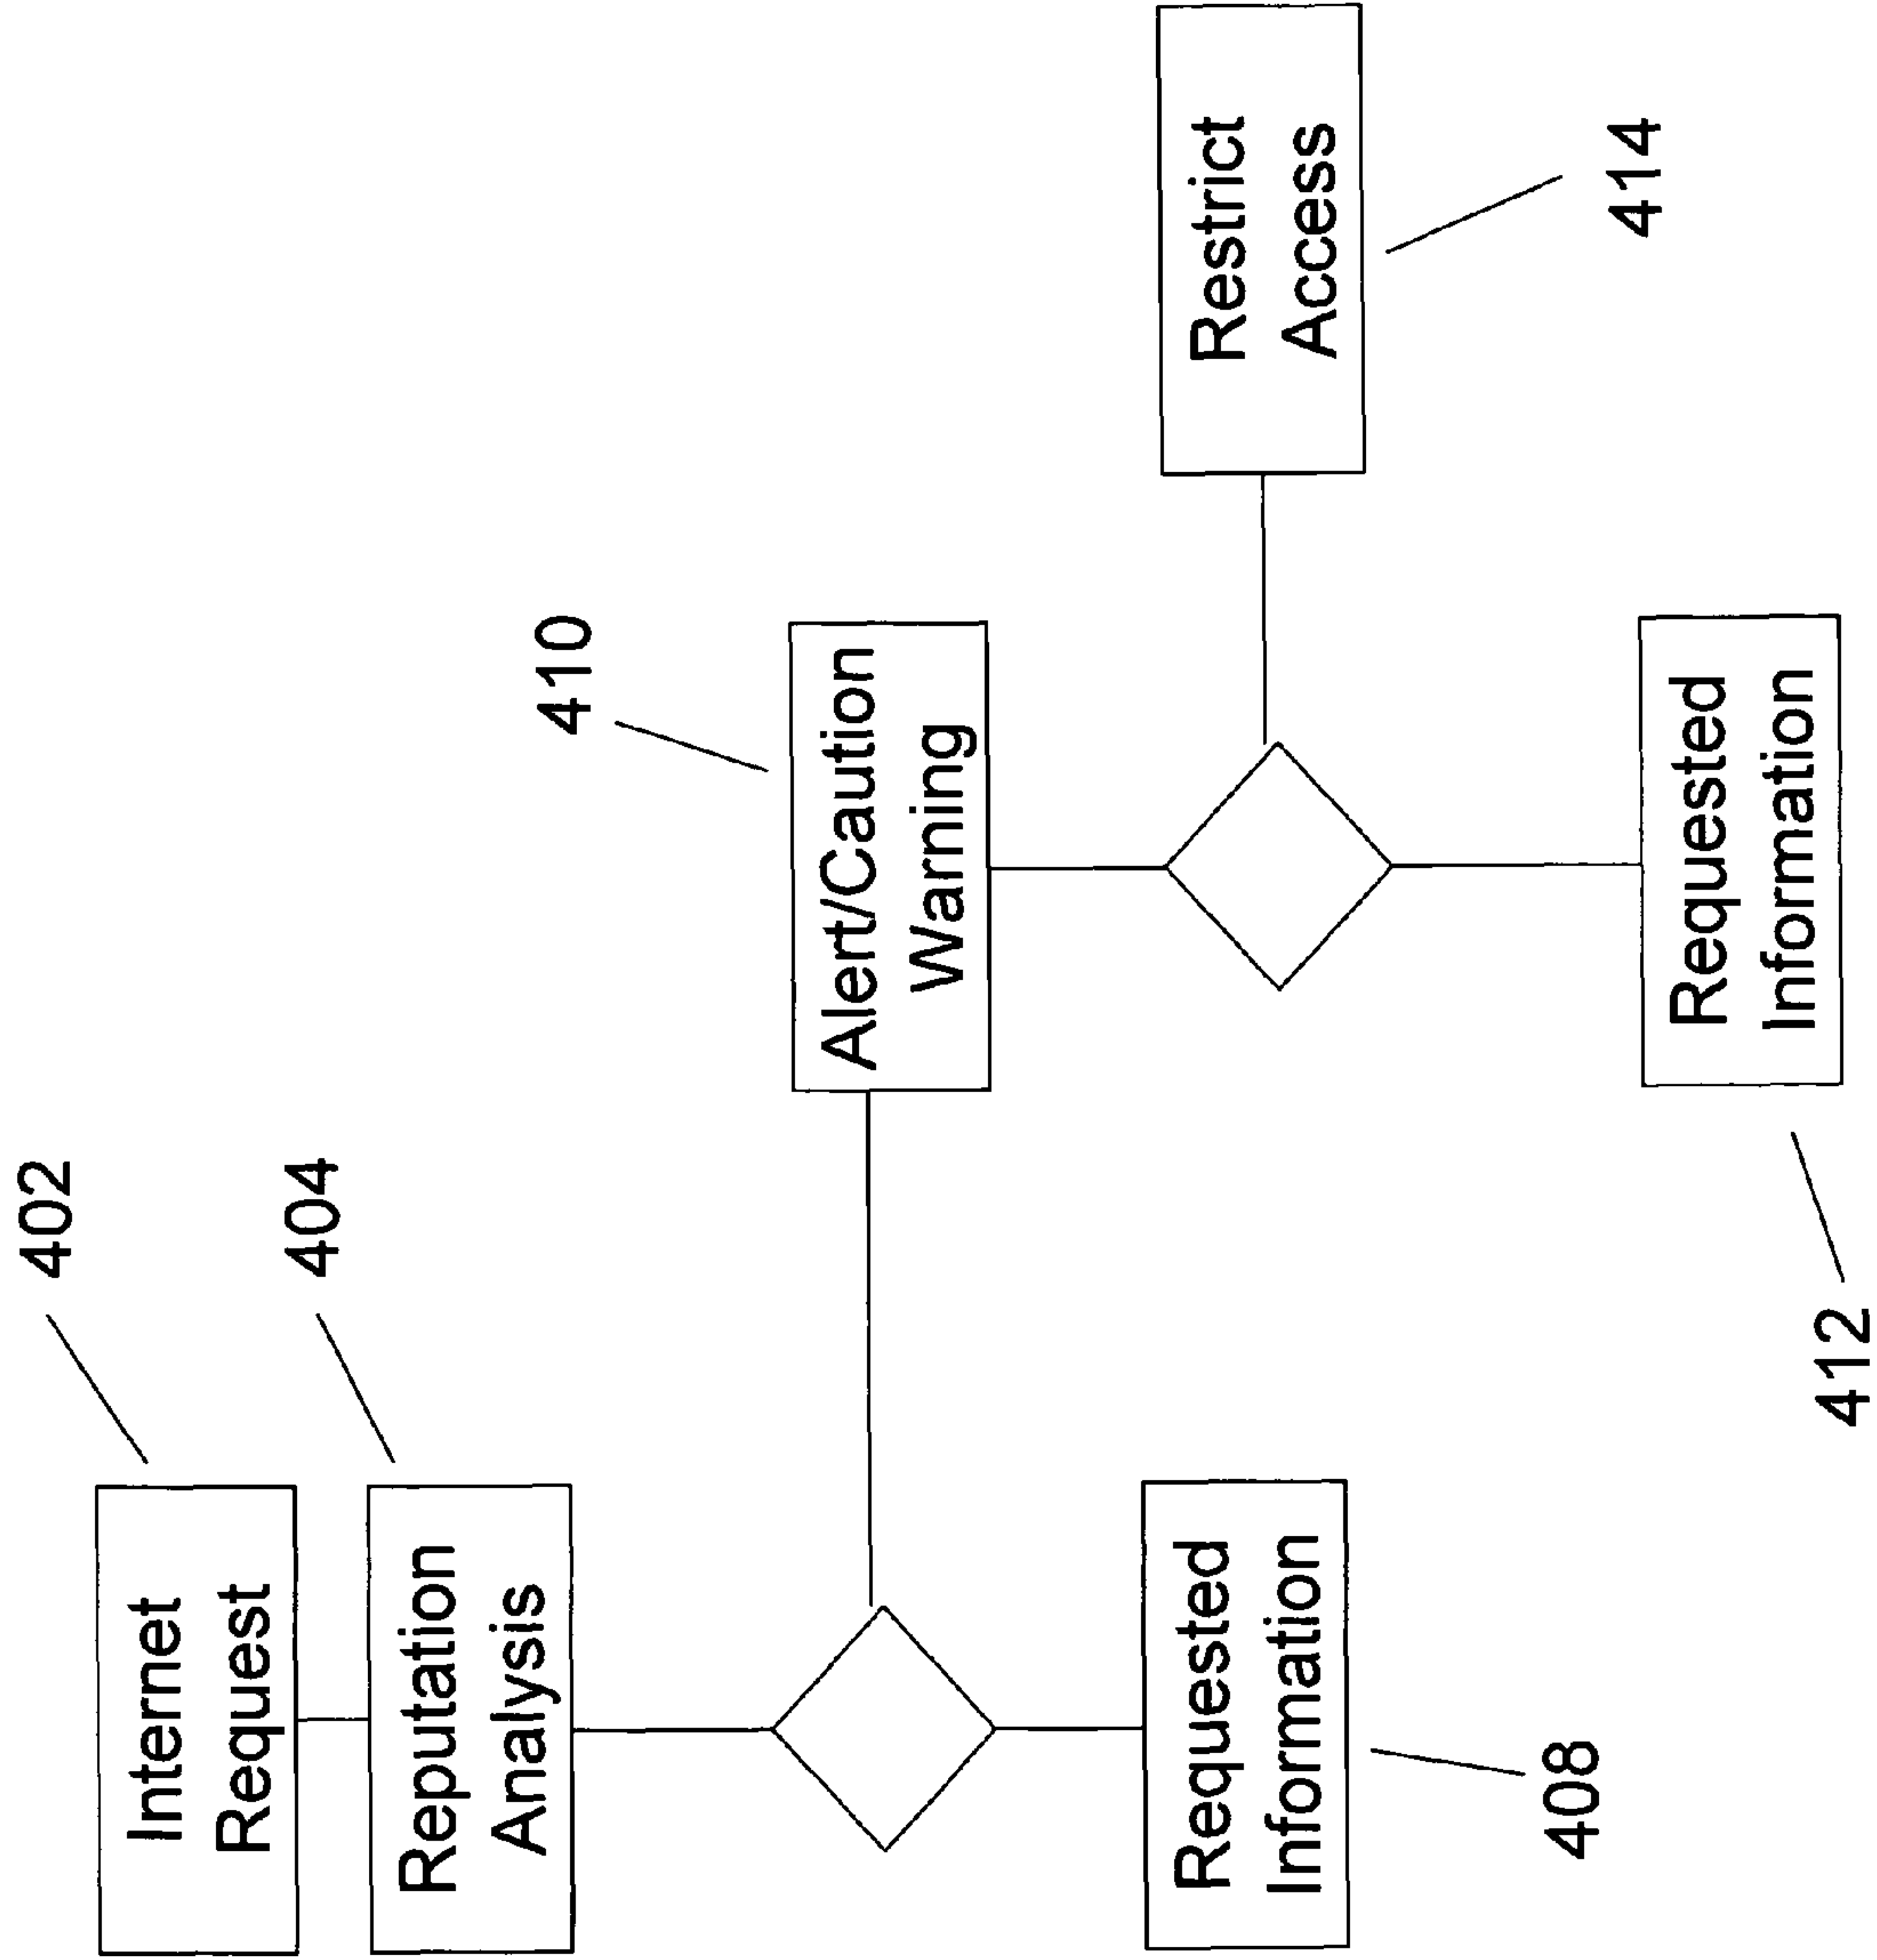 402
Internet
Request
404
Reputation
Analysis
410
Alert/Caution
Warning
Requested
Information
408
Restrict
Access
414
Requested
Information
412